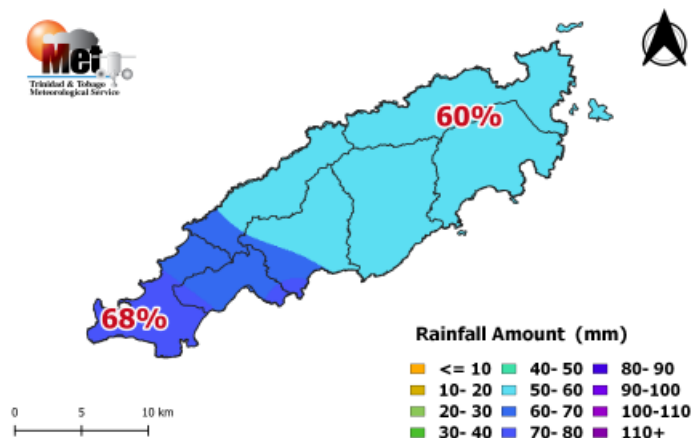 Met
Trinidad & Tobago
Meteorological Service
60%
68%
Rainfall Amount (mm)
<= 10 40- 50 80- 90
10- 20 50- 60 90-100
20- 30 60- 70 100-110
30- 40 70- 80 110+
0 5 10 km